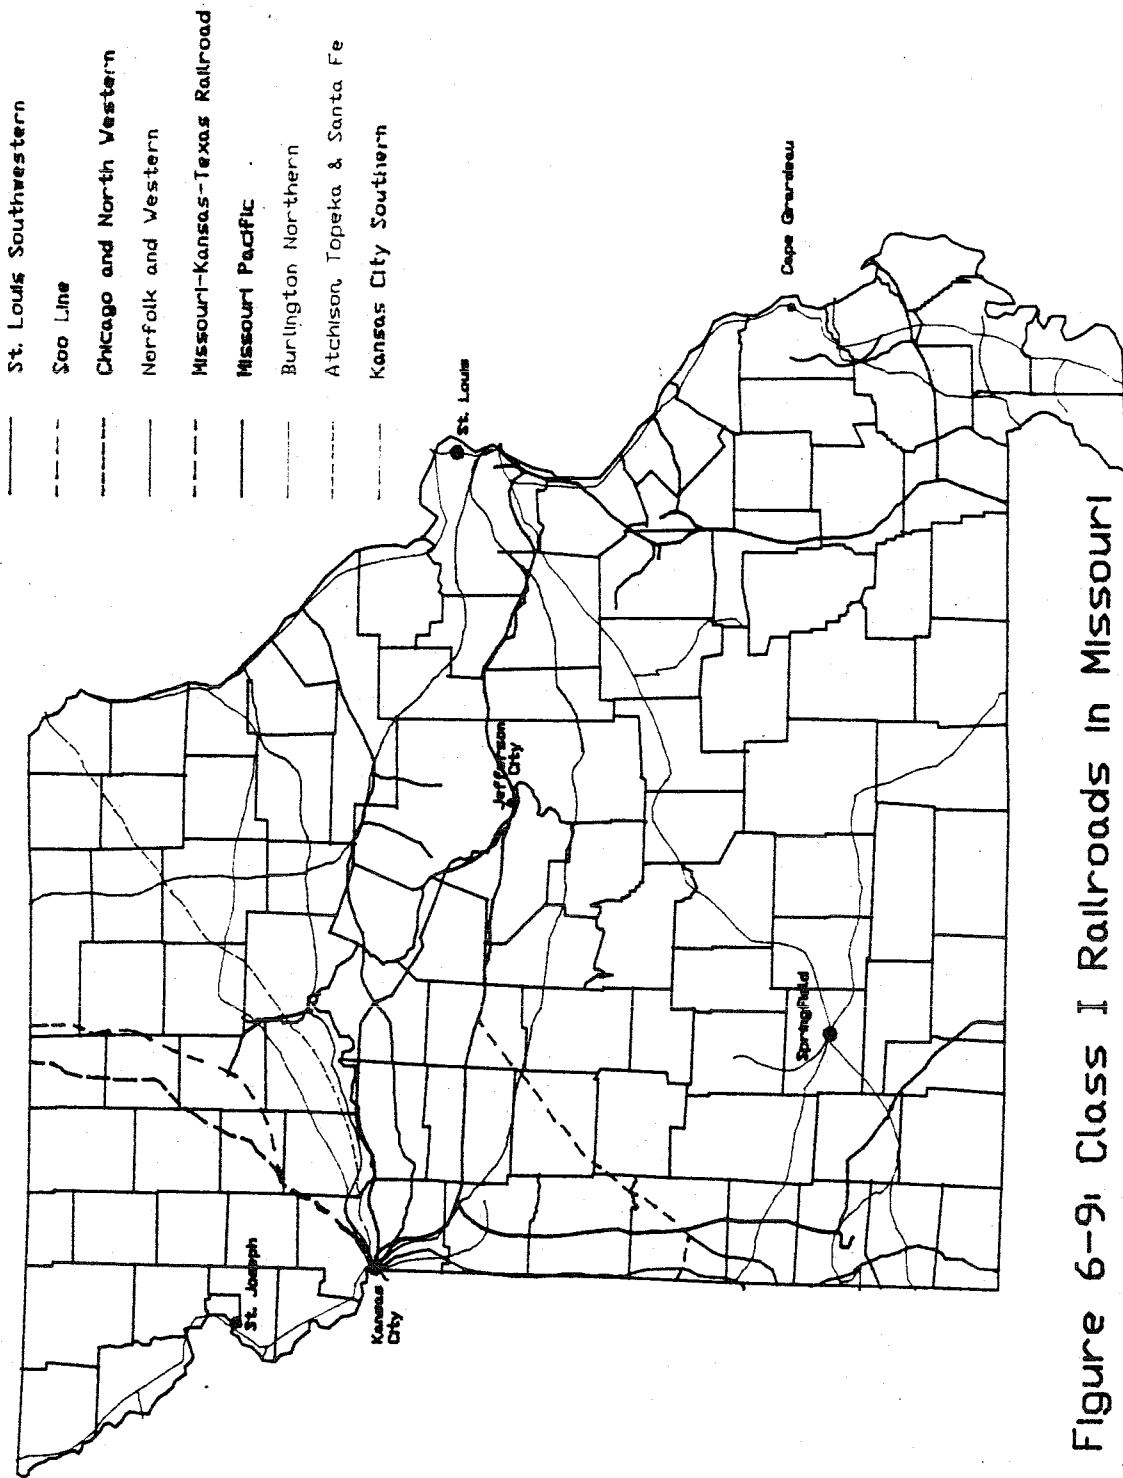 St. Louis Southwestern
Soo Line
Chicago and North Western
Norfolk and Western
Missouri-Kansas-Texas Railroad
Missouri Pacific
Burlington Northern
Atchison, Topeka & Santa Fe
Kansas City Southern
St. Joseph
Kansas
City
Jefferson
City
St. Louis
Springfield
Cape Girardeau
Figure 6-9: Class I Railroads in Missouri